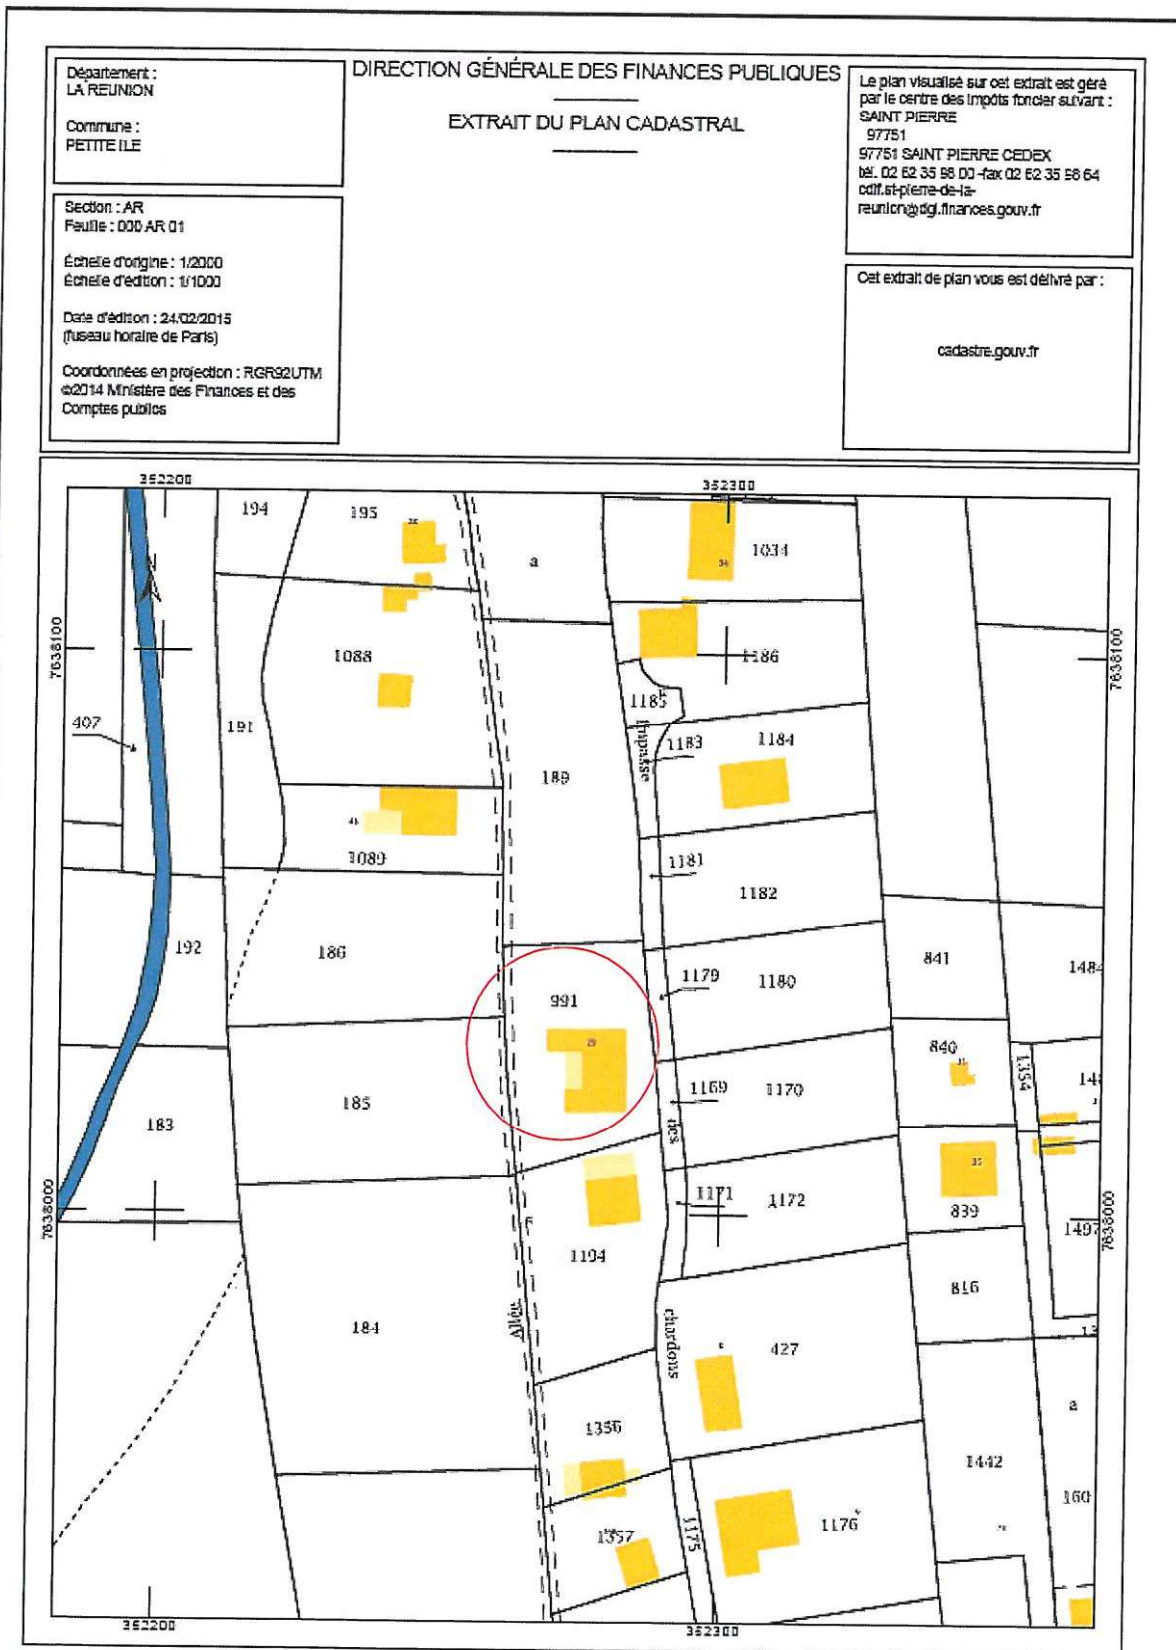 Département :
LA REUNION
Commune :
PETITE ILE
Section : AR
Feuille : 000 AR 01
Échelle d'origine : 1/2000
Échelle d'édition : 1/1000
Date d'édition : 24/02/2015
(fuseau horaire de Paris)
Coordonnées en projection : RGR92UTM
©2014 Ministère des Finances et des
Comptes publics
DIRECTION GÉNÉRALE DES FINANCES PUBLIQUES
EXTRAIT DU PLAN CADASTRAL
Le plan visualisé sur cet extrait est géré
par le centre des impôts foncier suivant :
SAINT PIERRE
97751
97751 SAINT PIERRE CEDEX
tél. 02 62 35 98 00 -fax 02 62 35 98 64
cdif.st-pierre-de-la-
reunion@dgi.finances.gouv.fr
Cet extrait de plan vous est délivré par :
cadastre.gouv.fr
352200
352300
194
195
a
1034
7638100
7638100
1088
1186
1185
407
191
1183
1184
189
Impasse
1089
1181
1182
192
186
841
1484
1179
1180
991
840
1354
1169
1170
185
183
des
1171
1172
839
7638000
7638000
1497
1194
816
184
Allée
chardons
427
a
1356
1442
160
1357
1175
1176
352200
352300